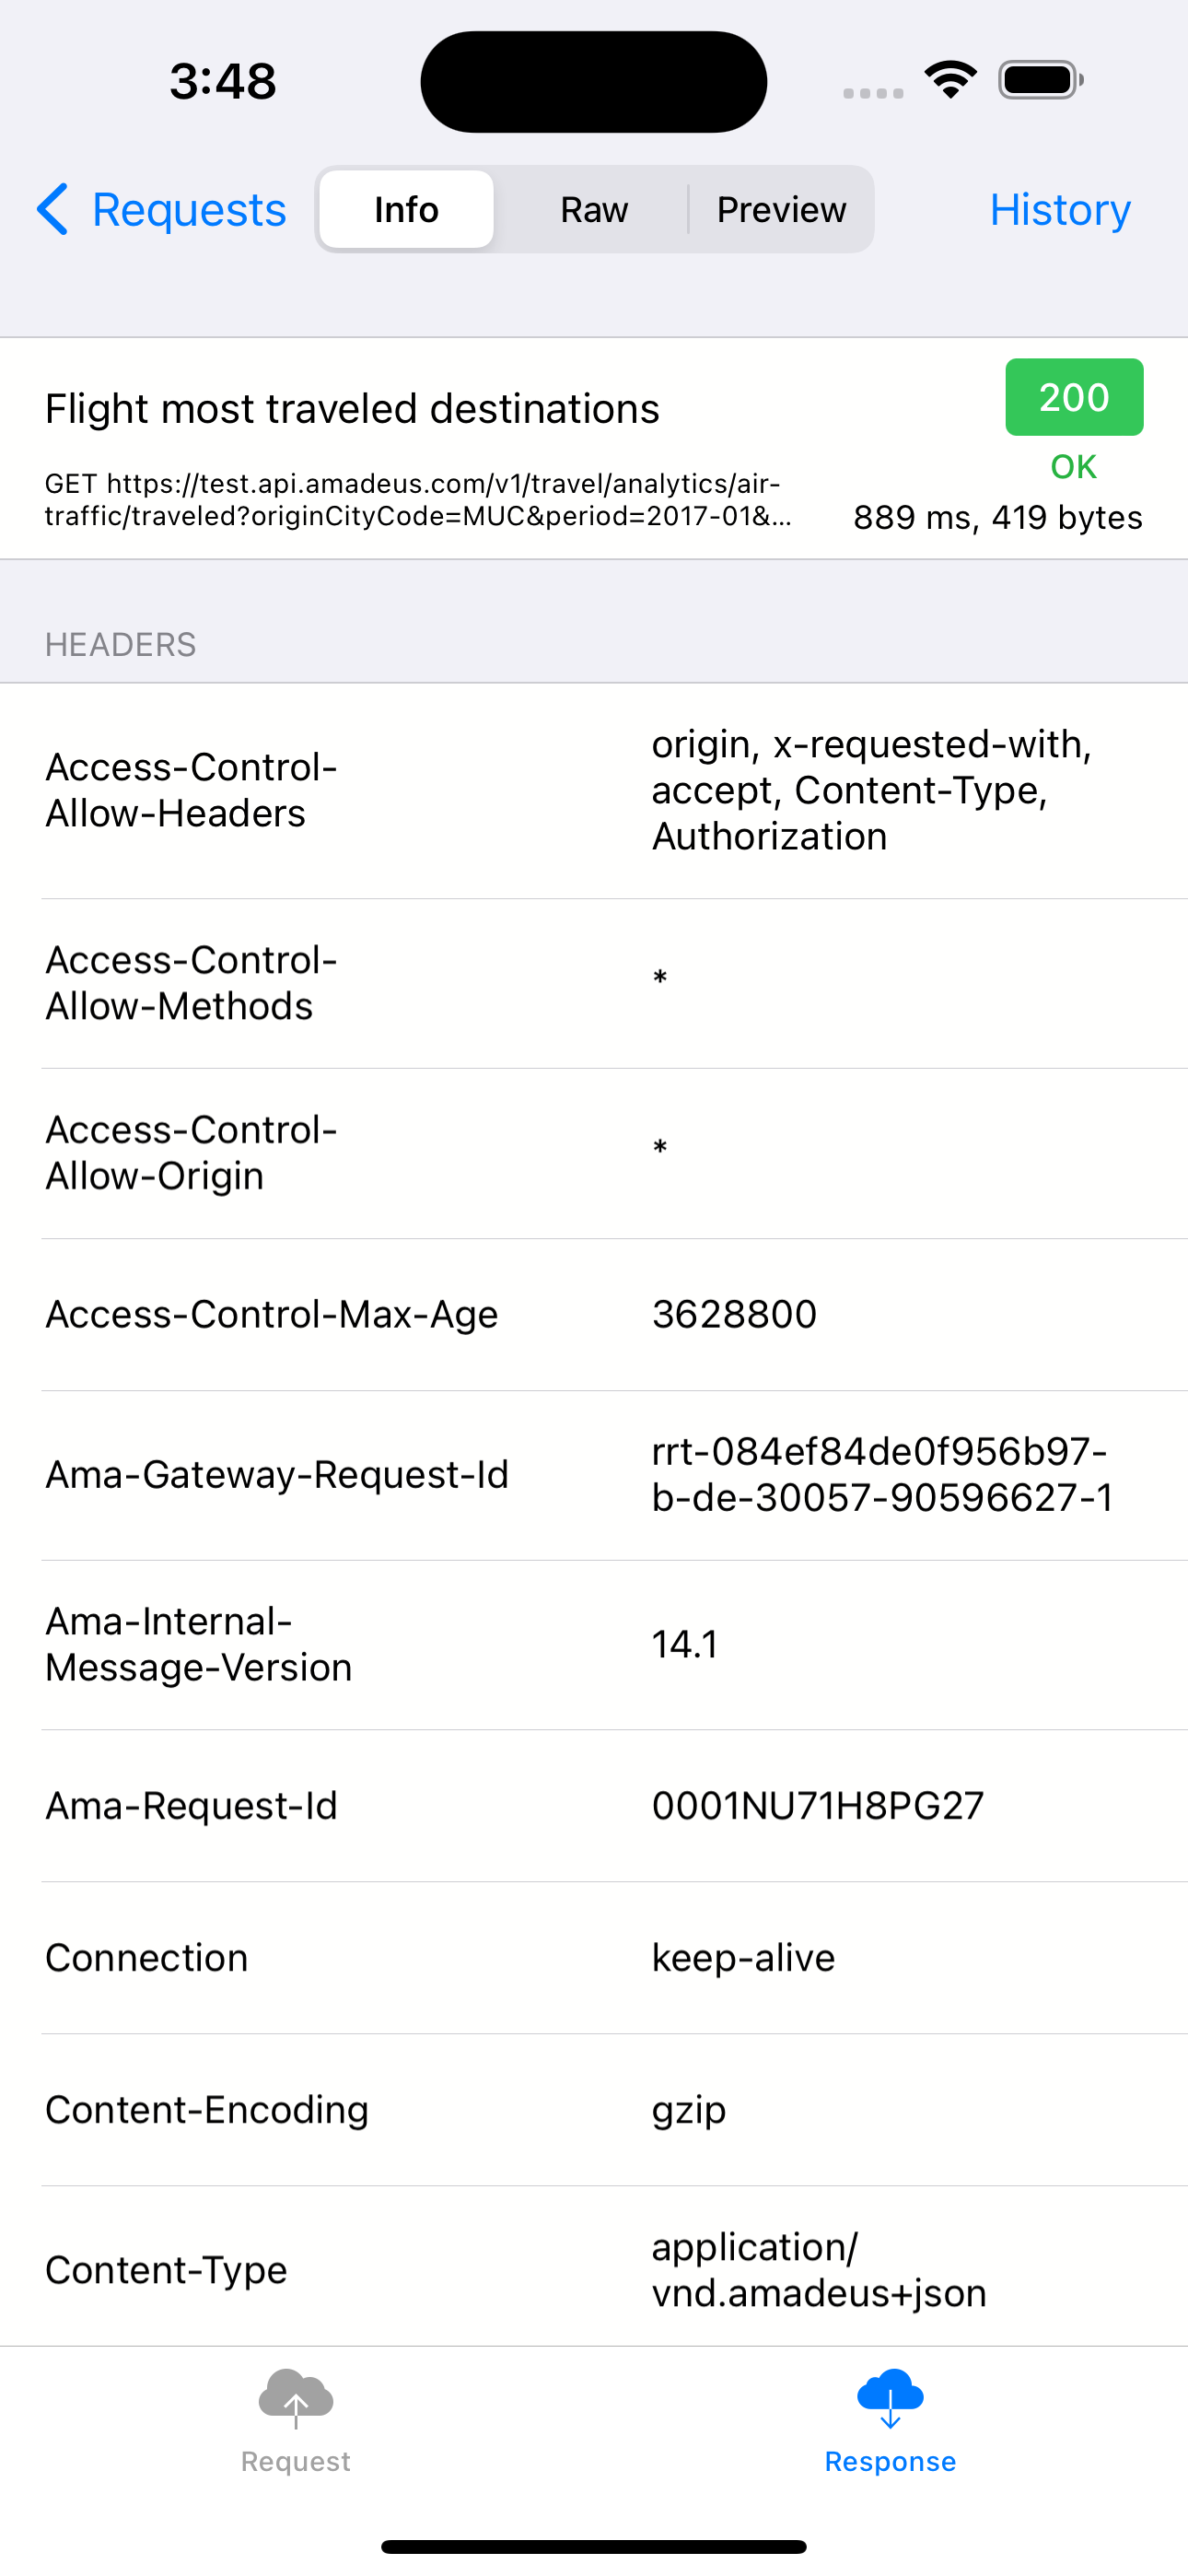 3:48
Requests
Info
Raw
Preview
History
Flight most traveled destinations
200
OK
GET https://test.api.amadeus.com/v1/travel/analytics/air-
traffic/traveled?originCityCode=MUC&period=2017-01&...
889 ms, 419 bytes
HEADERS
Access-Control-
Allow-Headers
origin, x-requested-with,
accept, Content-Type,
Authorization
Access-Control-
Allow-Methods
*
Access-Control-
Allow-Origin
*
Access-Control-Max-Age
3628800
Ama-Gateway-Request-Id
rrt-084ef84de0f956b97-
b-de-30057-90596627-1
Ama-Internal-
Message-Version
14.1
Ama-Request-Id
0001NU71H8PG27
Connection
keep-alive
Content-Encoding
gzip
Content-Type
application/
vnd.amadeus+json
Request
Response